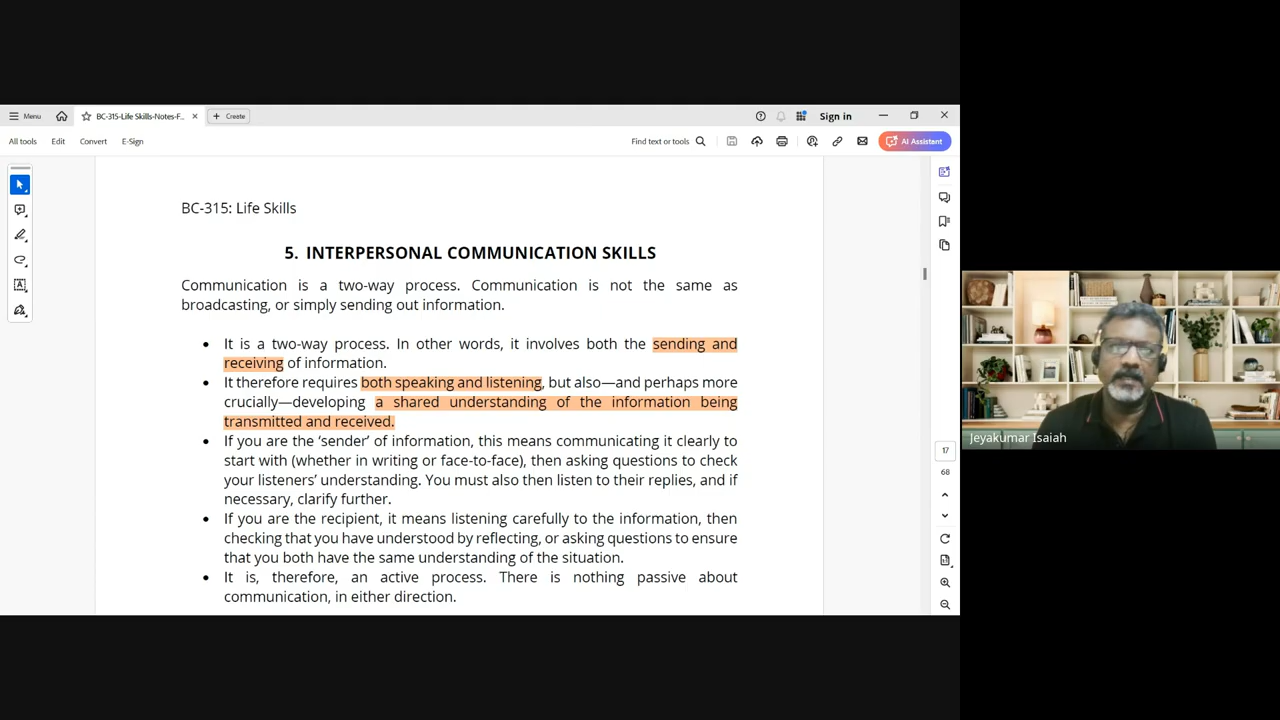 Menu
BC-315-Life Skills-Notes-F...
Create
Sign in
All tools
Edit
Convert
E-Sign
Find text or tools
AI Assistant
BC-315: Life Skills
5. INTERPERSONAL COMMUNICATION SKILLS
Communication is a two-way process. Communication is not the same as
broadcasting, or simply sending out information.
• It is a two-way process. In other words, it involves both the sending and
receiving of information.
• It therefore requires both speaking and listening, but also—and perhaps more
crucially—developing a shared understanding of the information being
transmitted and received.
• If you are the ‘sender’ of information, this means communicating it clearly to
start with (whether in writing or face-to-face), then asking questions to check
your listeners’ understanding. You must also then listen to their replies, and if
necessary, clarify further.
• If you are the recipient, it means listening carefully to the information, then
checking that you have understood by reflecting, or asking questions to ensure
that you both have the same understanding of the situation.
• It is, therefore, an active process. There is nothing passive about
communication, in either direction.
17
68
Jeyakumar Isaiah